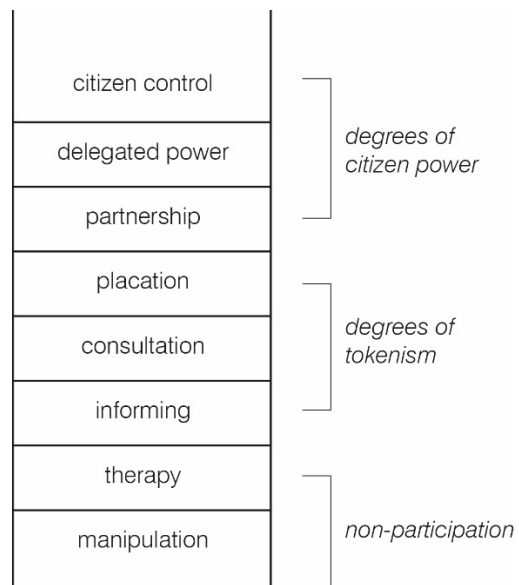 citizen control
delegated power
partnership
placation
consultation
informing
therapy
manipulation
degrees of
citizen power
degrees of
tokenism
non-participation